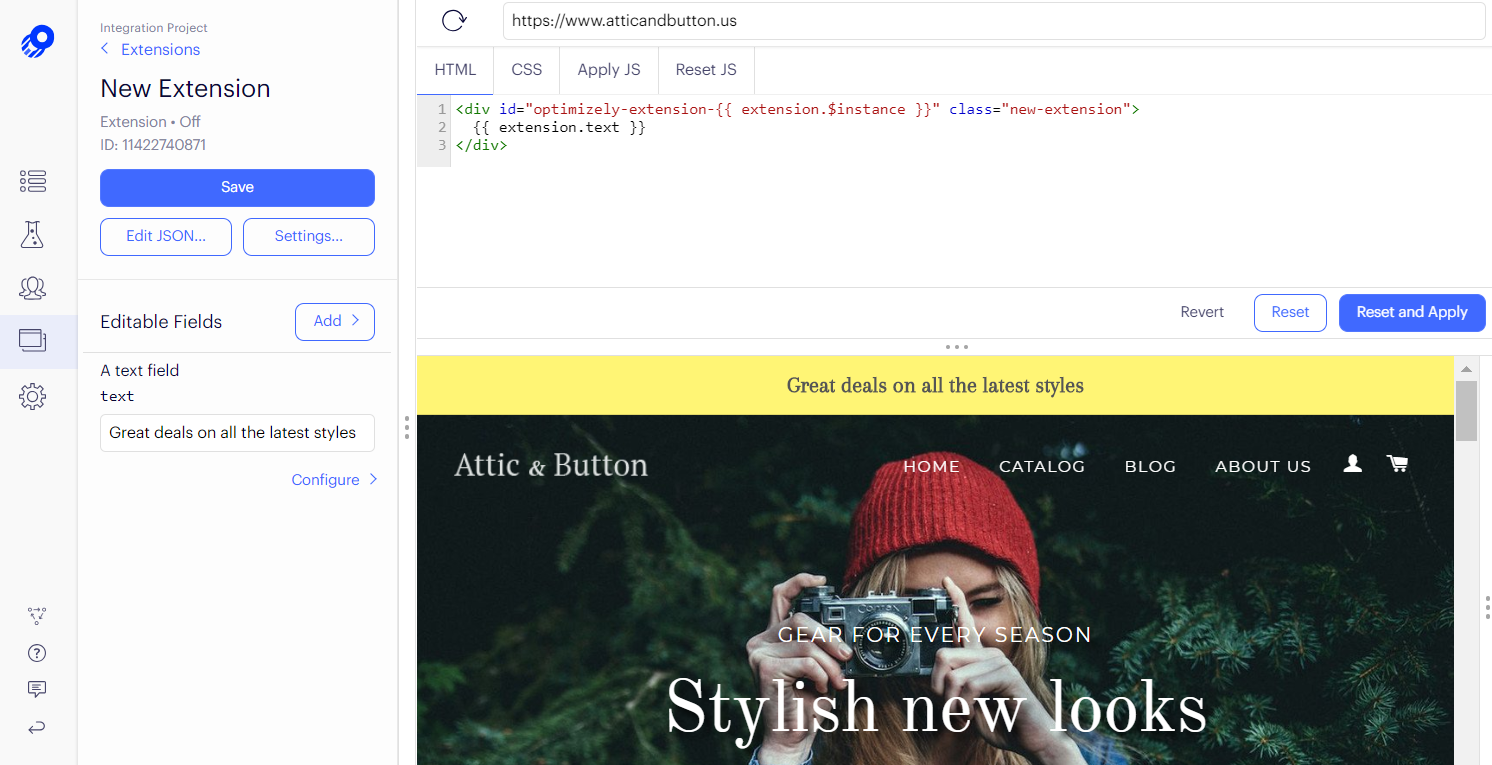 Integration Project
Extensions
New Extension
Extension • Off
ID: 11422740871
Save
Edit JSON...
Settings...
Editable Fields
Add
A text field
text
Great deals on all the latest styles
Configure
https://www.atticandbutton.us
HTML
CSS
Apply JS
Reset JS
1 <div id="optimizely-extension-{{ extension.$instance }}" class="new-extension">
2 {{ extension.text }}
3 </div>
Revert
Reset
Reset and Apply
Great deals on all the latest styles
Attic & Button
HOME
CATALOG
BLOG
ABOUT US
CONTAX
GEAR FOR EVERY SEASON
Stylish new looks